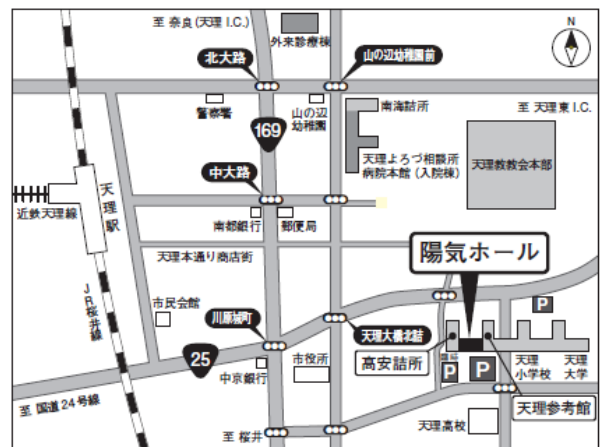 至 奈良(天理 I.C.)
外来診療棟
N
北大路
山の辺幼稚園前
警察署
山の辺
幼稚園
南海詰所
至 天理東 I.C.
169
天理よろづ相談所
病院本館(入院棟)
天理教教会本部
中大路
天理駅
近鉄天理線
南都銀行
郵便局
天理本通り商店街
陽気ホール
JR桜井線
市民会館
川原城町
天理大橋北詰
P
25
中京銀行
市役所
高安詰所
P
P
天理
小学校
天理
大学
天理参考館
至 国道24号線
至 桜井
天理高校